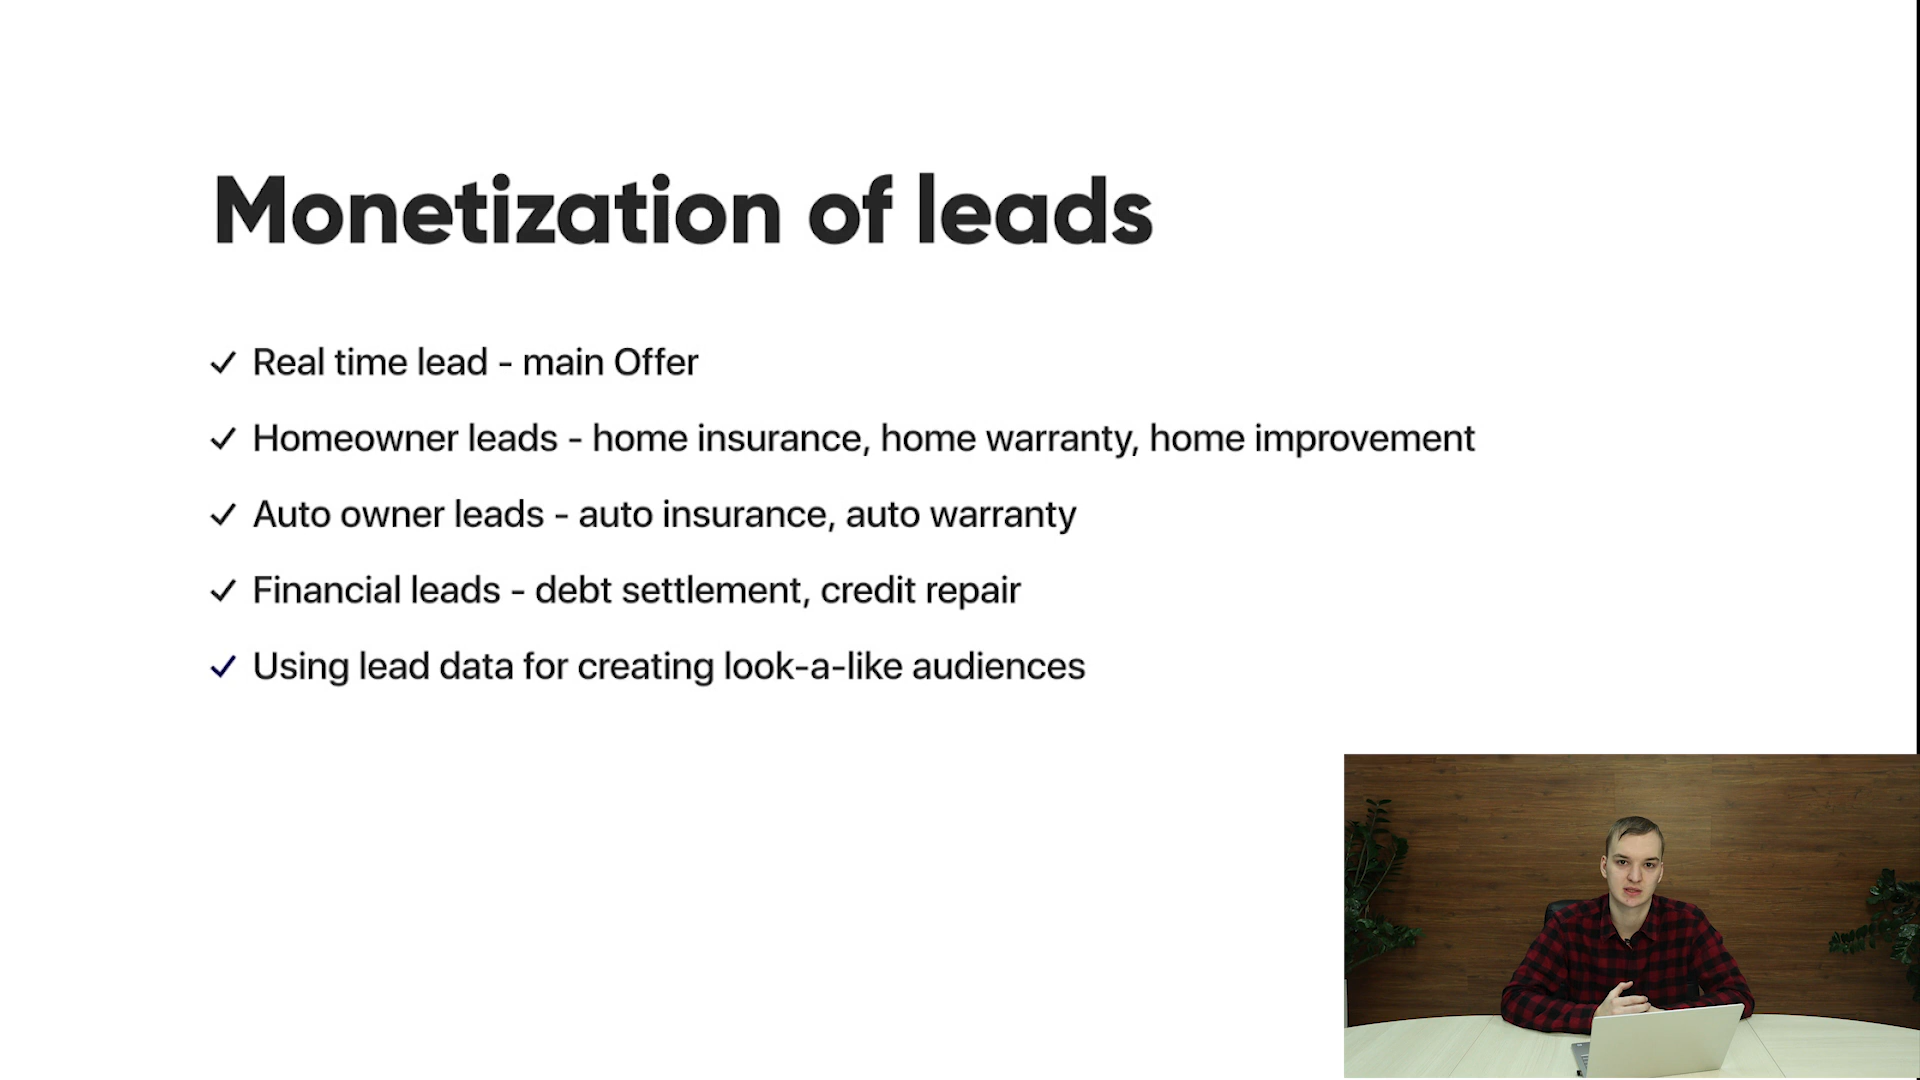 Monetization of leads
✓ Real time lead - main Offer
✓ Homeowner leads - home insurance, home warranty, home improvement
✓ Auto owner leads - auto insurance, auto warranty
✓ Financial leads - debt settlement, credit repair
✓ Using lead data for creating look-a-like audiences